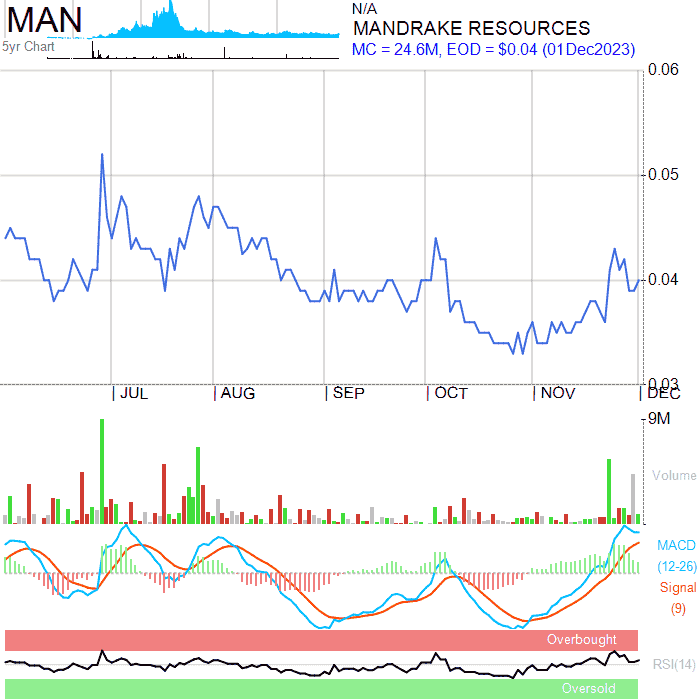 MAN
N/A
MANDRAKE RESOURCES
5yr Chart
MC = 24.6M, EOD = $0.04 (01Dec2023)
0.06
0.05
0.04
0.03
JUL AUG SEP OCT NOV DEC
9M
Volume
MACD
(12-26)
Signal
(9)
Overbought
RSI(14)
Oversold